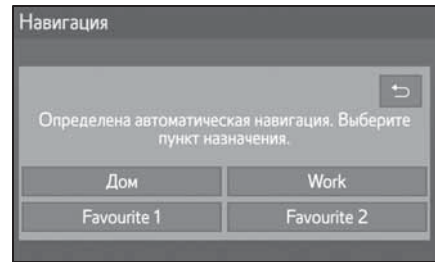 Навигация
Определена автоматическая навигация. Выберите
пункт назначения.
Дом
Work
Favourite 1
Favourite 2